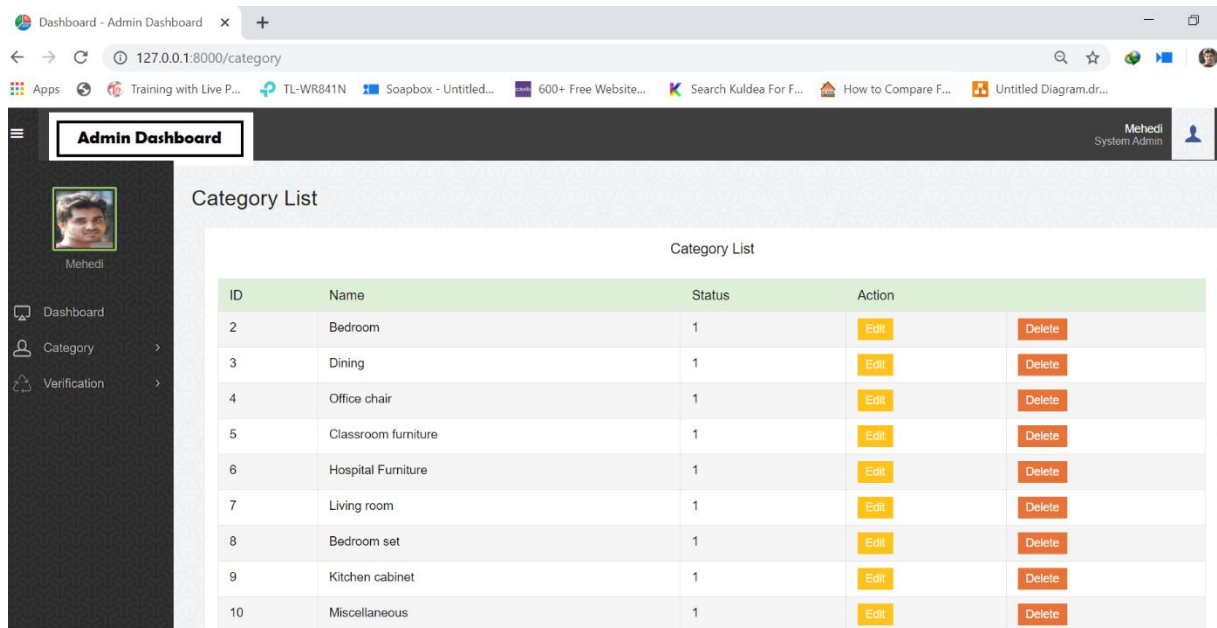 Dashboard - Admin Dashboard
127.0.0.1:8000/category
Apps Training with Live P... TL-WR841N Soapbox - Untitled... 600+ Free Website... Search Kuldea For F... How to Compare F... Untitled Diagram.dr...
Admin Dashboard
Mehedi
System Admin
Mehedi
Dashboard
Category
Verification
Category List
Category List
ID Name Status Action
2 Bedroom 1 Edit Delete
3 Dining 1 Edit Delete
4 Office chair 1 Edit Delete
5 Classroom furniture 1 Edit Delete
6 Hospital Furniture 1 Edit Delete
7 Living room 1 Edit Delete
8 Bedroom set 1 Edit Delete
9 Kitchen cabinet 1 Edit Delete
10 Miscellaneous 1 Edit Delete